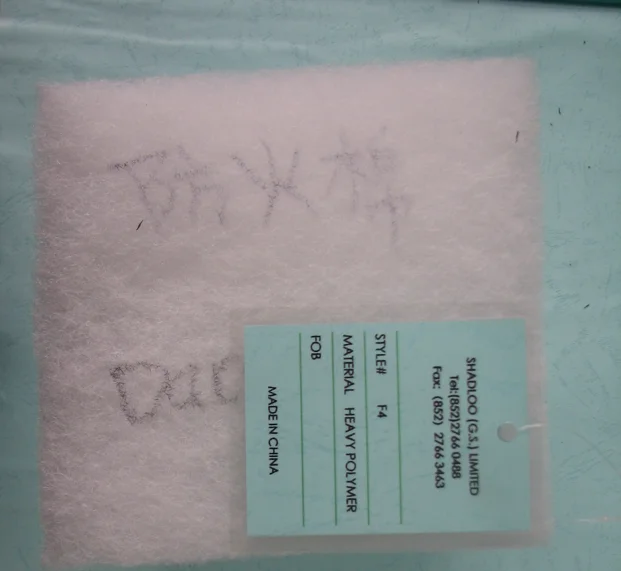 防火棉
SHADLOO (G.S.) LIMITED
Tel:(852)2766 0488
Fax: (852) 2766 3463
STYLE# F4
MATERIAL HEAVY POLYMER
FOB
MADE IN CHINA